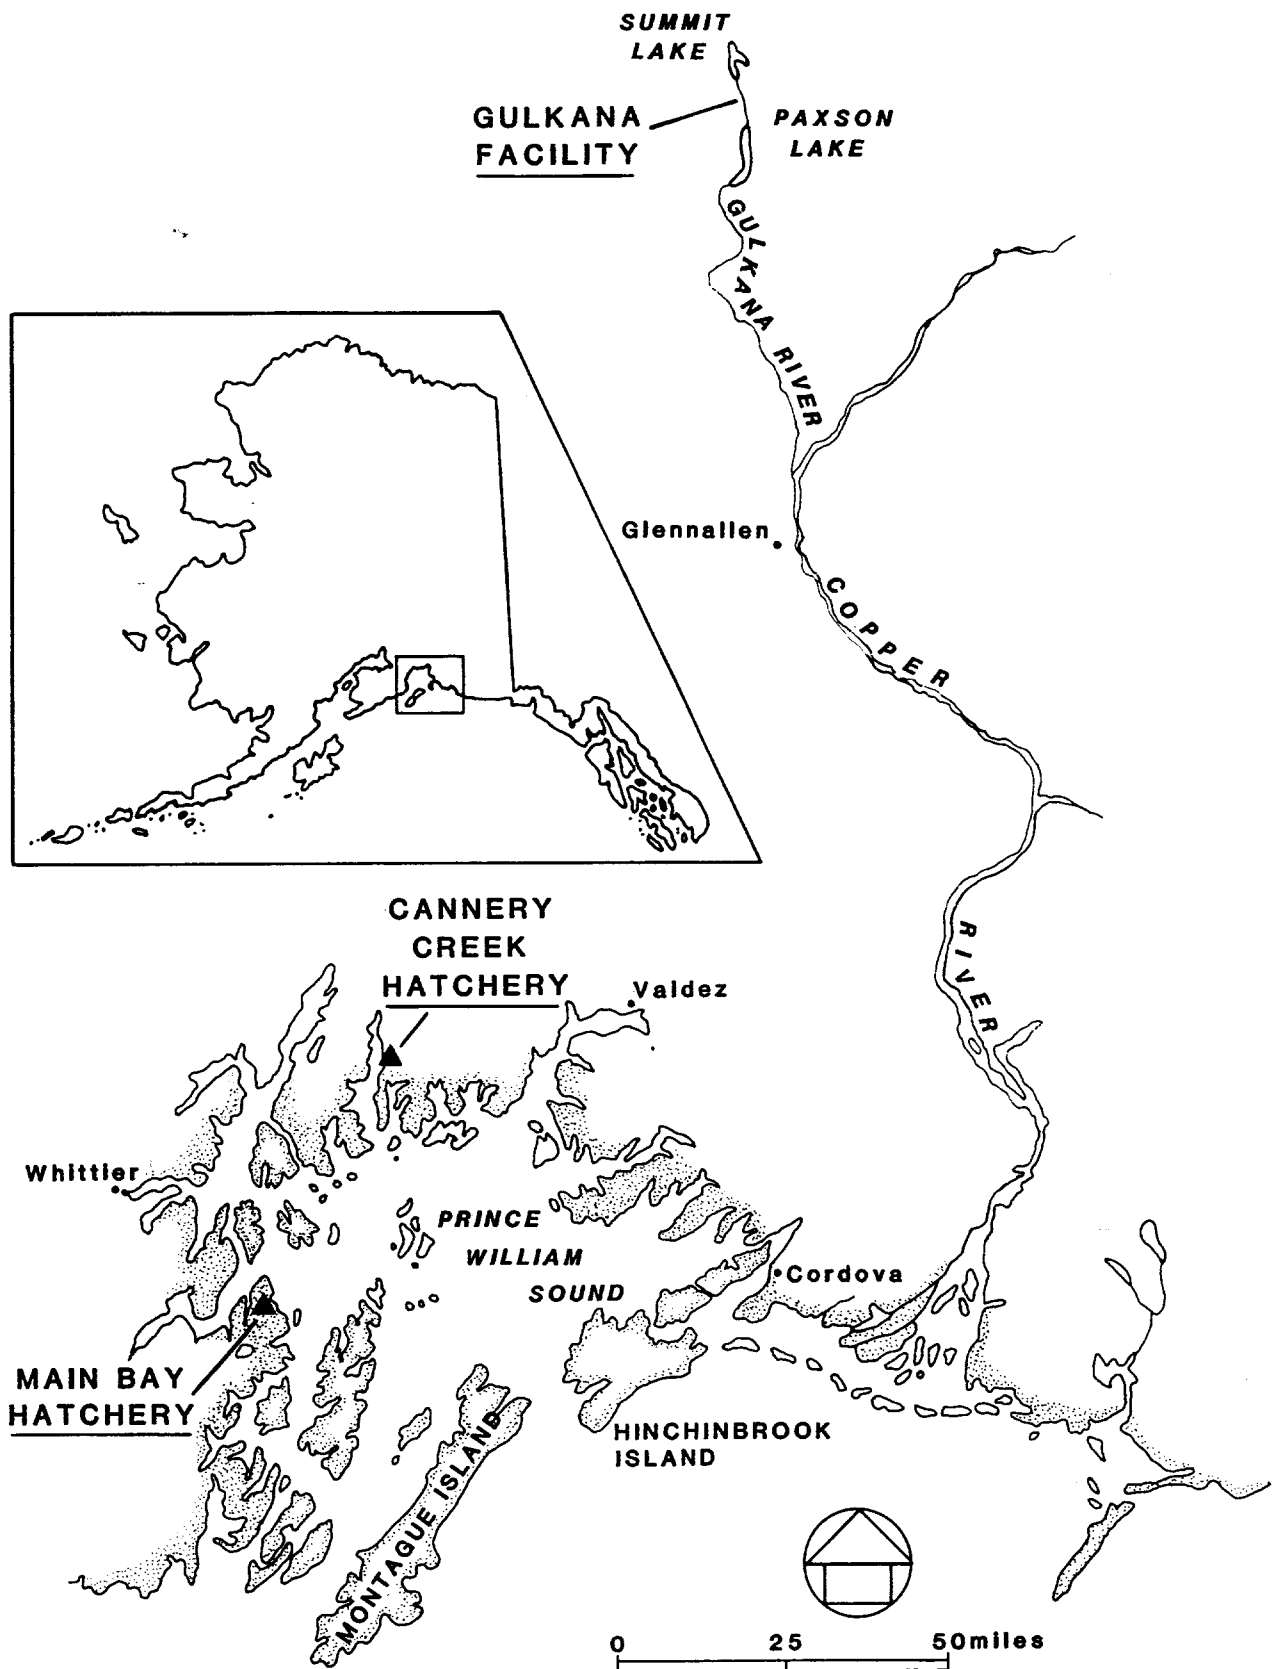 SUMMIT
LAKE
GULKANA
FACILITY
PAXSON
LAKE
GULKANA RIVER
Glennallen
COPPER
RIVER
CANNERY
CREEK
HATCHERY
Valdez
Whittier
PRINCE
WILLIAM
SOUND
Cordova
MAIN BAY
HATCHERY
HINCHINBROOK
ISLAND
MONTAGUE ISLAND
0 25 50miles